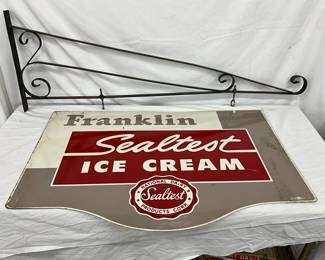 Franklin
Sealtest
ICE CREAM
NATIONAL DAIRY
Sealtest
PRODUCTS CORP.